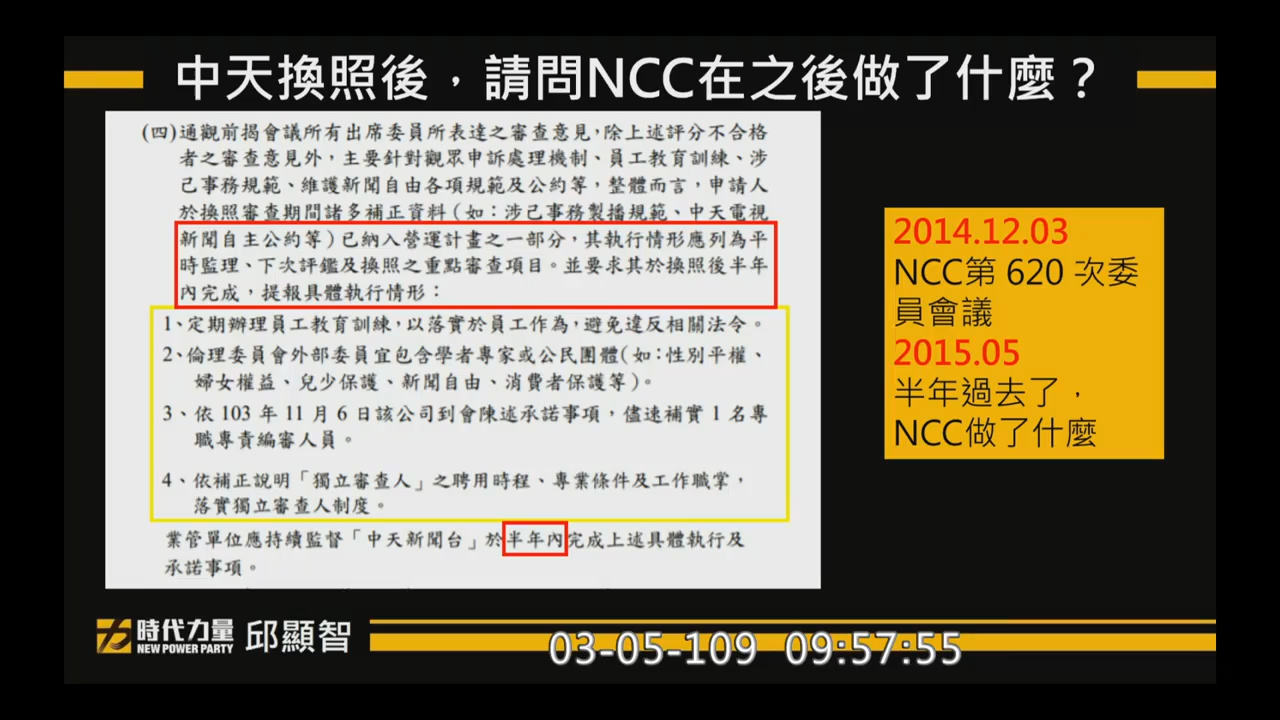 中天換照後，請問NCC在之後做了什麼？
(四)通觀前揭會議所有出席委員所表達之審查意見，除上述評分不合格
者之審查意見外，主要針對觀眾申訴處理機制、員工教育訓練、涉
己事務規範、維護新聞自由各項規範及公約等，整體而言，申請人
於換照審查期間諸多補正資料（如：涉己事務製播規範、中天電視
新聞自主公約等）已納入營運計畫之一部分，其執行情形應列為平
時監理、下次評鑑及換照之重點審查項目。並要求其於換照後半年
內完成，提報具體執行情形：
1、定期辦理員工教育訓練，以落實於員工作為，避免違反相關法令。
2、倫理委員會外部委員宜包含學者專家或公民團體（如：性別平權、
婦女權益、兒少保護、新聞自由、消費者保護等）。
3、依 103 年 11 月 6 日該公司到會陳述承諾事項，儘速補實 1 名專
職專責編審人員。
4、依補正說明「獨立審查人」之聘用時程、專業條件及工作職掌，
落實獨立審查人制度。
業管單位應持續監督「中天新聞台」於半年內完成上述具體執行及
承諾事項。
2014.12.03
NCC第 620 次委
員會議
2015.05
半年過去了，
NCC做了什麼
時代力量
NEW POWER PARTY
邱顯智
03-05-109 09:57:55